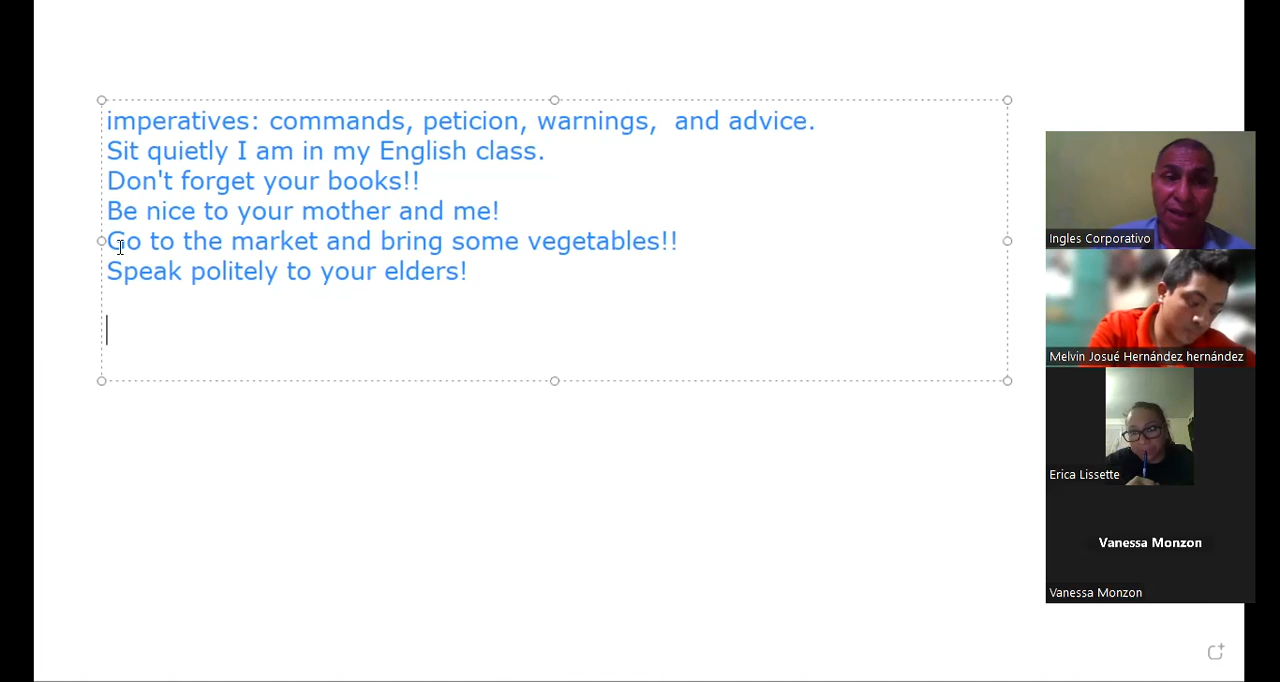 imperatives: commands, peticion, warnings,  and advice.
Sit quietly I am in my English class.
Don't forget your books!!
Be nice to your mother and me!
Go to the market and bring some vegetables!!
Speak politely to your elders!
Ingles Corporativo
Melvin Josué Hernández hernández
Erica Lissette
Vanessa Monzon
Vanessa Monzon